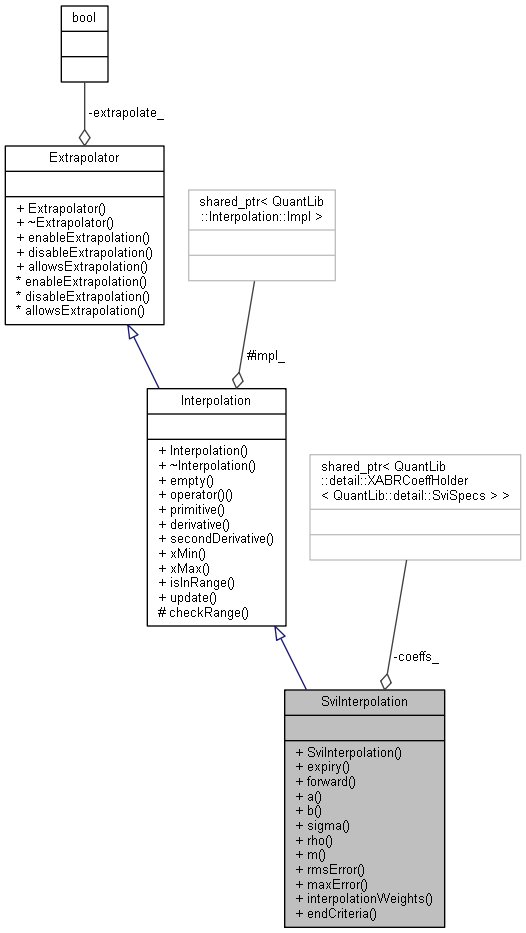 bool
-extrapolate_
Extrapolator
+ Extrapolator()
+ ~Extrapolator()
+ enableExtrapolation()
+ disableExtrapolation()
+ allowsExtrapolation()
* enableExtrapolation()
* disableExtrapolation()
* allowsExtrapolation()
shared_ptr< QuantLib
::Interpolation::Impl >
#impl_
Interpolation
+ Interpolation()
+ ~Interpolation()
+ empty()
+ operator()()
+ primitive()
+ derivative()
+ secondDerivative()
+ xMin()
+ xMax()
+ isInRange()
+ update()
# checkRange()
shared_ptr< QuantLib
::detail::XABRCoeffHolder
< QuantLib::detail::SviSpecs > >
-coeffs_
SviInterpolation
+ SviInterpolation()
+ expiry()
+ forward()
+ a()
+ b()
+ sigma()
+ rho()
+ m()
+ rmsError()
+ maxError()
+ interpolationWeights()
+ endCriteria()